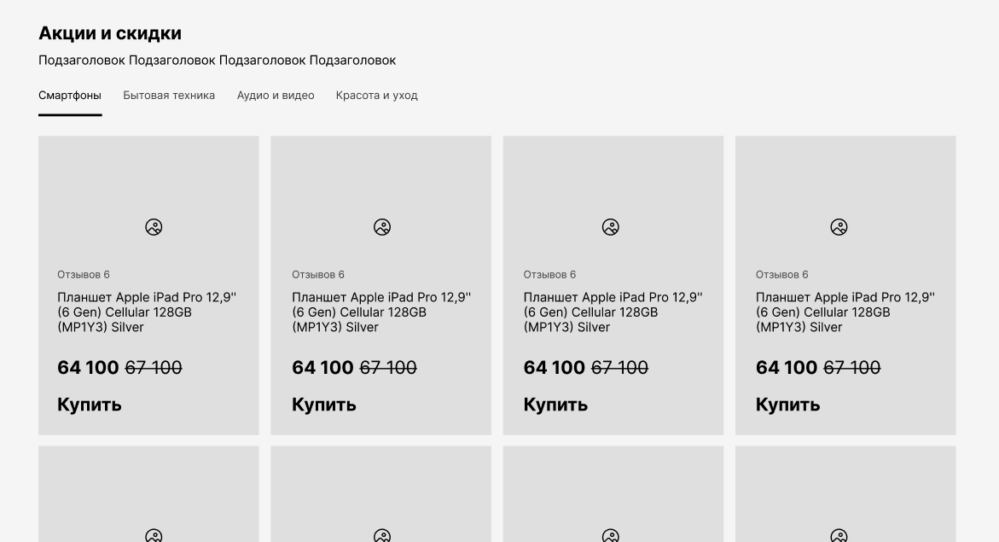 Акции и скидки
Подзаголовок Подзаголовок Подзаголовок Подзаголовок
Смартфоны Бытовая техника Аудио и видео Красота и уход
Отзывов 6
Планшет Apple iPad Pro 12,9"
(6 Gen) Cellular 128GB
(MP1Y3) Silver
64 100 67 100
Купить
Отзывов 6
Планшет Apple iPad Pro 12,9"
(6 Gen) Cellular 128GB
(MP1Y3) Silver
64 100 67 100
Купить
Отзывов 6
Планшет Apple iPad Pro 12,9"
(6 Gen) Cellular 128GB
(MP1Y3) Silver
64 100 67 100
Купить
Отзывов 6
Планшет Apple iPad Pro 12,9"
(6 Gen) Cellular 128GB
(MP1Y3) Silver
64 100 67 100
Купить